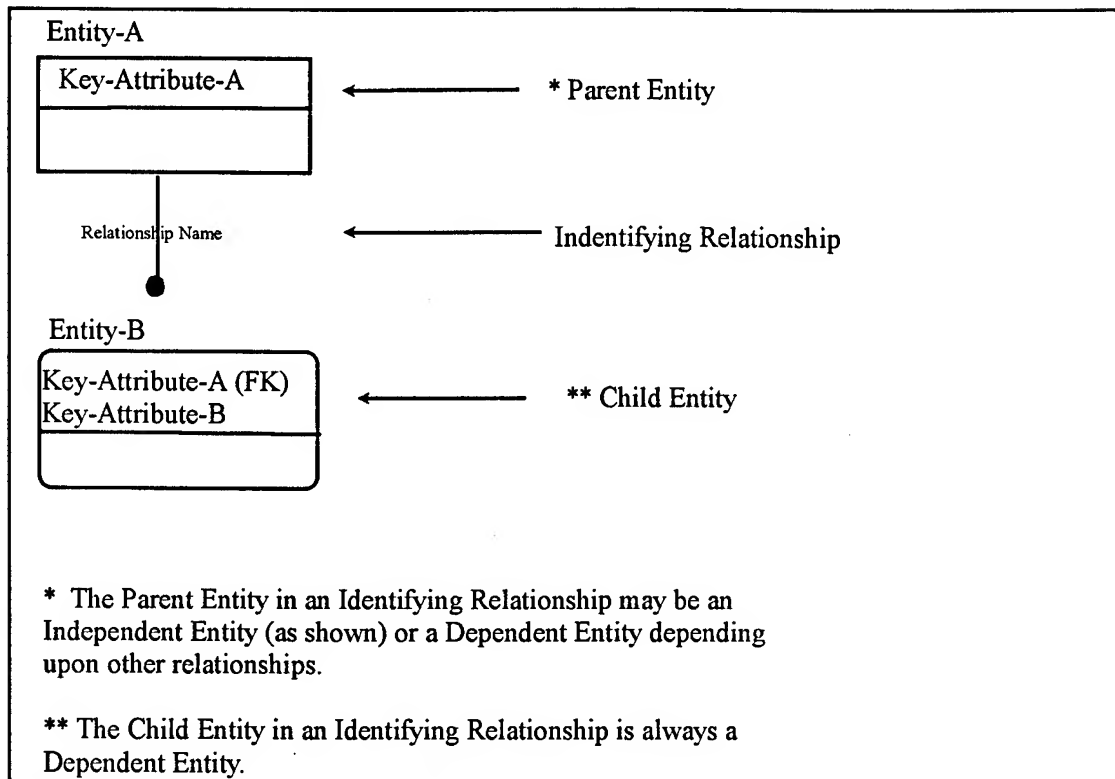 Entity-A
Key-Attribute-A
* Parent Entity
Relationship Name
Indentifying Relationship
Entity-B
Key-Attribute-A (FK)
Key-Attribute-B
** Child Entity
* The Parent Entity in an Identifying Relationship may be an
Independent Entity (as shown) or a Dependent Entity depending
upon other relationships.
** The Child Entity in an Identifying Relationship is always a
Dependent Entity.